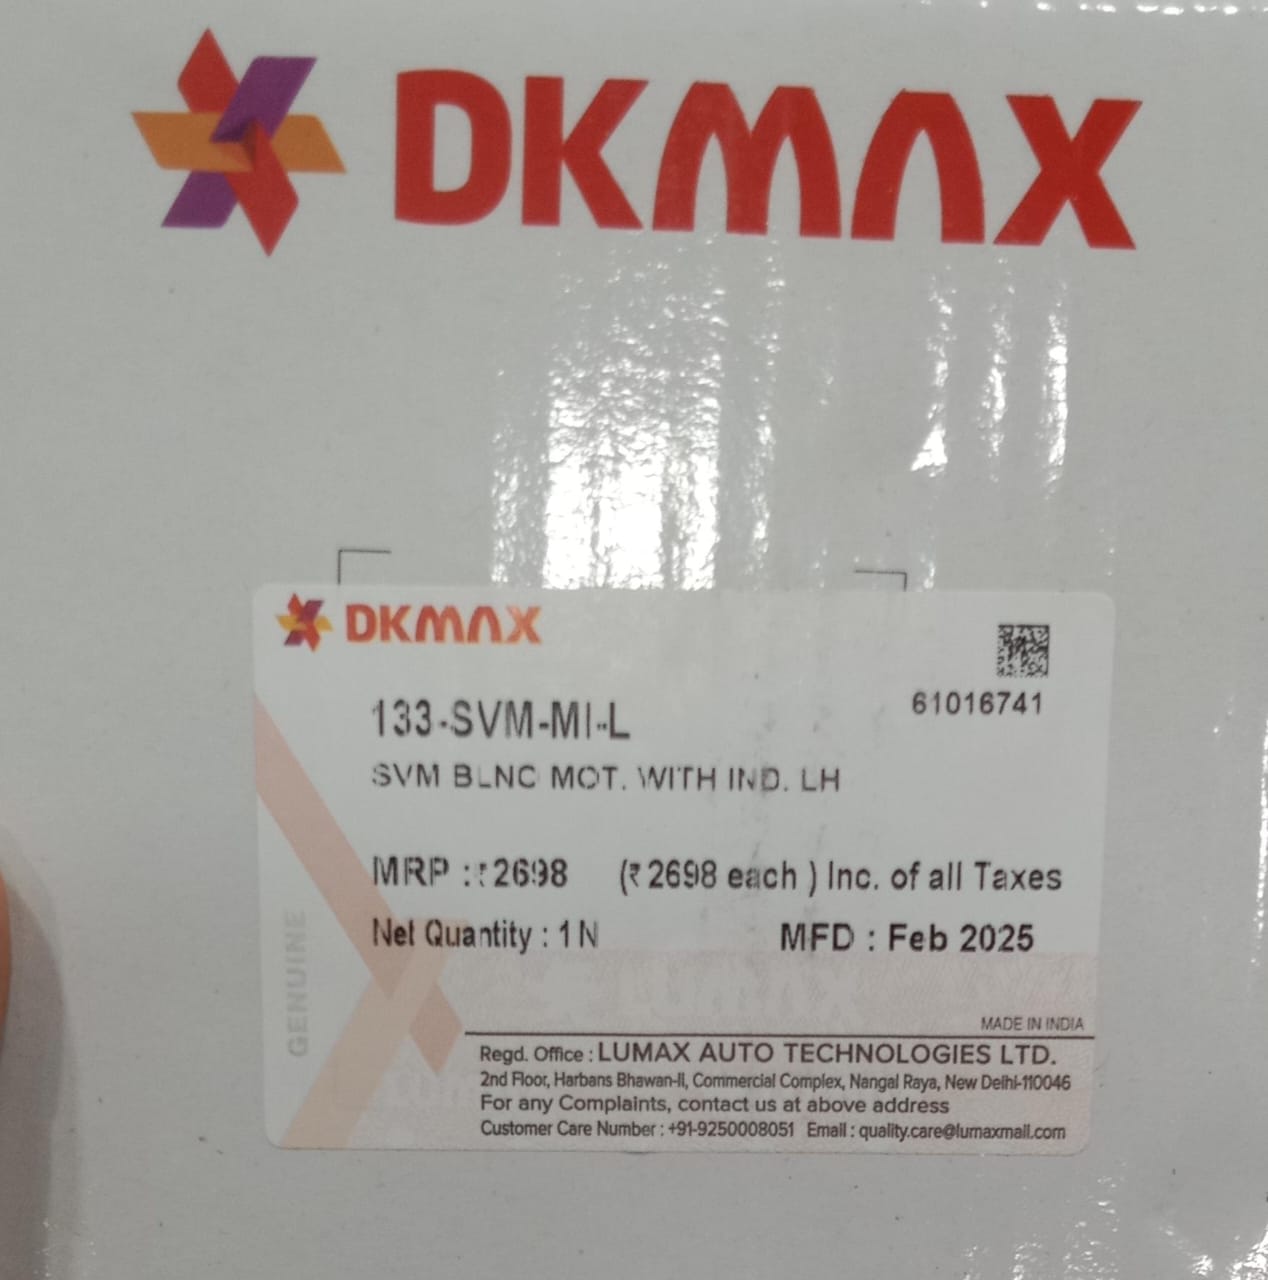 DKMAX
DKMAX
61016741
133-SVM-MI-L
SVM BLNC MOT. WITH IND. LH
MRP : ₹2698 (₹ 2698 each ) Inc. of all Taxes
Net Quantity : 1 N MFD : Feb 2025
GENUINE
MADE IN INDIA
Regd. Office : LUMAX AUTO TECHNOLOGIES LTD.
2nd Floor, Harbans Bhawan-II, Commercial Complex, Nangal Raya, New Delhi-110046
For any Complaints, contact us at above address
Customer Care Number : +91-9250008051 Email : quality.care@lumaxmail.com